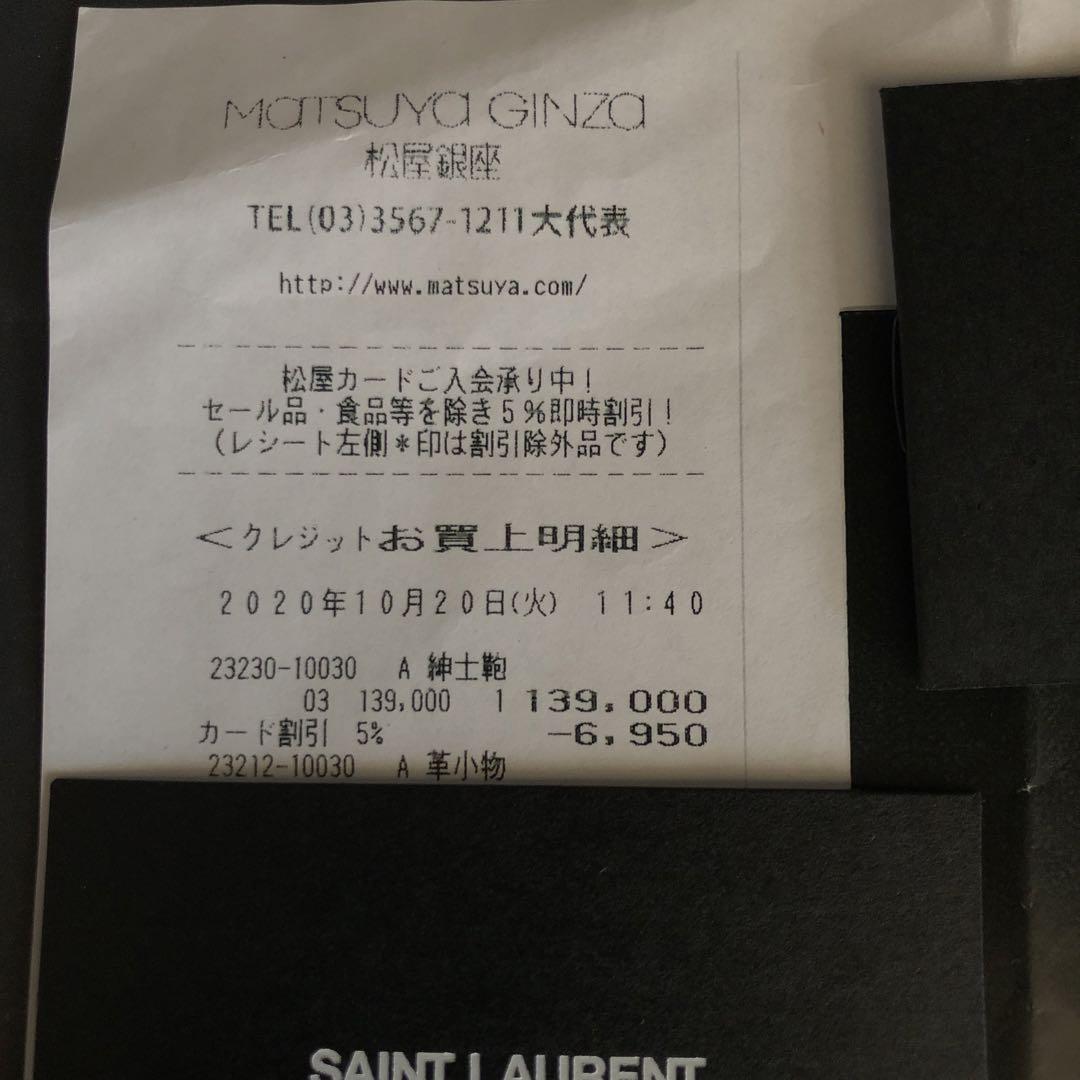 MATSUYA GINZA
松屋銀座
TEL(03)3567-1211大代表
http://www.matsuya.com/
松屋カードご入会承り中！
セール品・食品等を除き５％即時割引！
（レシート左側＊印は割引除外品です）
＜クレジットお買上明細＞
２０２０年１０月２０日(火)　１１：４０
23230-10030　A 紳士鞄
03　139,000　1 139,000
カード割引　5%　-6,950
23212-10030　A 革小物
SAINT LAURENT